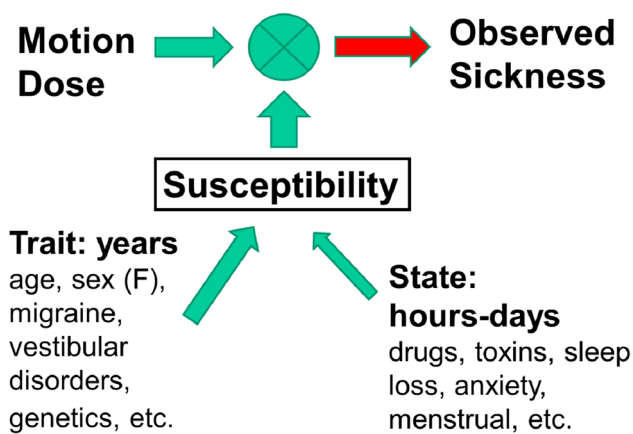 Motion
Dose
Observed
Sickness
Susceptibility
Trait: years
age, sex (F),
migraine,
vestibular
disorders,
genetics, etc.
State:
hours-days
drugs, toxins, sleep
loss, anxiety,
menstrual, etc.